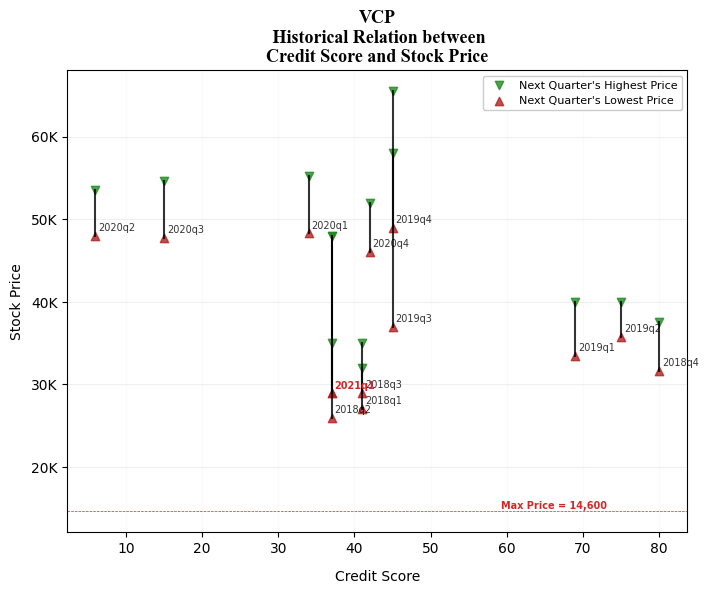 VCP
Historical Relation between
Credit Score and Stock Price
Next Quarter's Highest Price
Next Quarter's Lowest Price
60K
50K
40K
30K
20K
Stock Price
2020q2
2020q3
2020q1
2019q4
2020q4
2019q3
2019q2
2019q1
2018q4
2021q1
2018q3
2018q1
2018q2
Max Price = 14,600
10 20 30 40 50 60 70 80
Credit Score